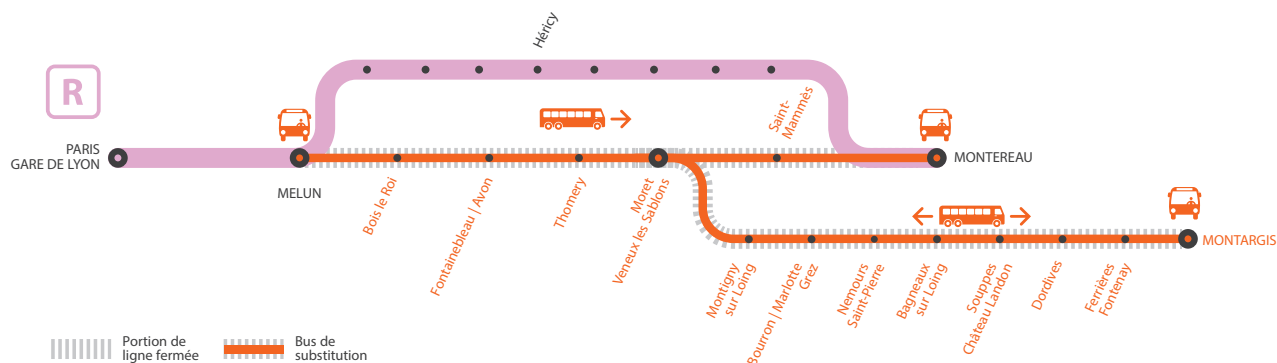 R
Héricy
PARIS
GARE DE LYON
MELUN
Bois le Roi
Fontainebleau | Avon
Thomery
Moret
Veneux les Sablons
Saint-
Mammès
MONTEREAU
Montigny
sur Loing
Bourron | Marlotte
Grez
Nemours
Saint-Pierre
Bagneaux
sur Loing
Souppes
Château Landon
Dordives
Ferrières
Fontenay
MONTARGIS
Portion de
ligne fermée
Bus de
substitution